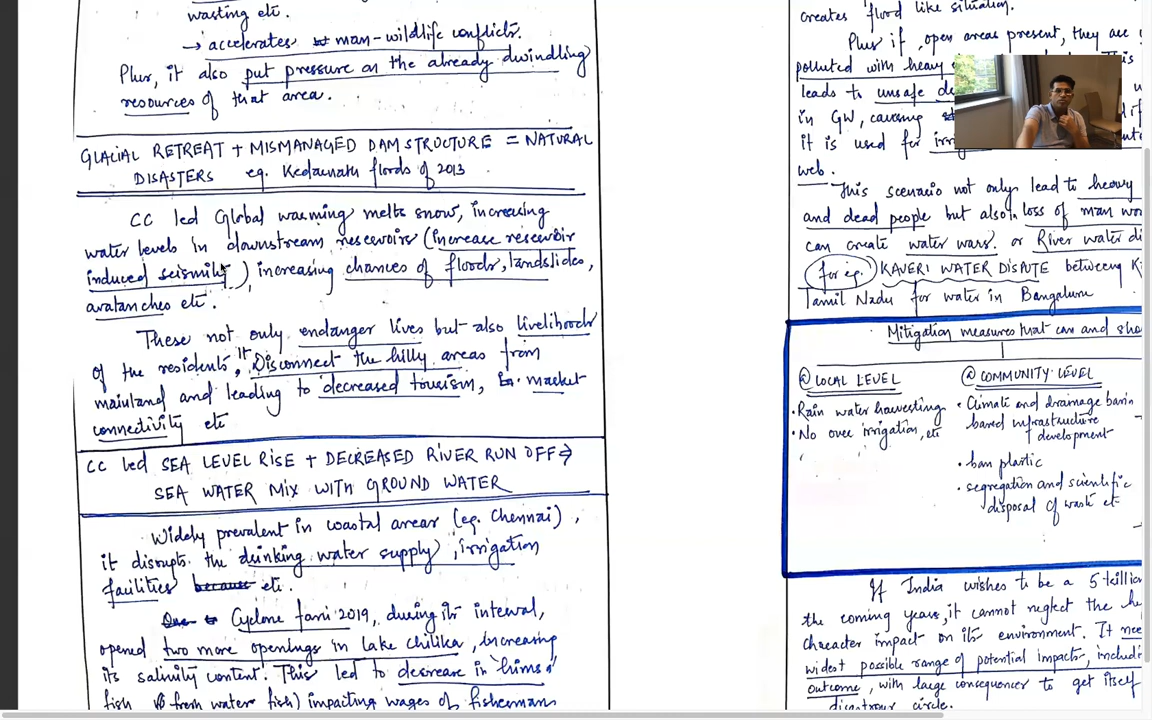 wasting etc.
→ accelerates man-wildlife conflicts.
Plus, it also put pressure on the already dwindling
resources of that area.
GLACIAL RETREAT + MISMANAGED DAM STRUCTURE = NATURAL
DISASTERS eg. Kedarnath floods of 2013
CC led Global warming melts snow, increasing
water levels in downstream reservoirs (increase reservoir
induced seismity), increasing chances of floods, landslides,
avalanches etc.
These not only endanger lives but also livelihoods
of the residents. It Disconnect the hilly areas from
mainland and leading to decreased tourism, market
connectivity etc
CC led SEA LEVEL RISE + DECREASED RIVER RUN OFF ⇒
SEA WATER MIX WITH GROUND WATER
Widely prevalent in coastal areas (eg. Chennai),
it disrupts the drinking water supply, irrigation
facilities because etc.
Cyclone fani 2019, during its interval,
opened two more openings in lake chilika, increasing
its salinity content. This led to decrease in
fish (fresh water fish) impacting wages of fisherman
creates 'flood like situation.
Plus if, open areas present, they are
polluted with heavy
leads to unsafe
in GW, causing
it is used for
web.
This scenario not only lead to heavy
and dead people but also loss of man
can create water wars. or River water
for eg. KAVERI WATER DISPUTE between
Tamil Nadu for water in Bangaluru
Mitigation measures that can and
@ LOCAL LEVEL
• Rain water harvesting
• No over irrigation, etc
@ COMMUNITY LEVEL
• Climate and drainage basin
based infrastructure
development
• ban plastic
• segregation and scientific
disposal of waste etc
If India wishes to be a 5 trillion
the coming years, it cannot neglect the
character impact on its environment. It
widest possible range of potential impacts,
outcome, with large consequences to get itself
disastrous circle.